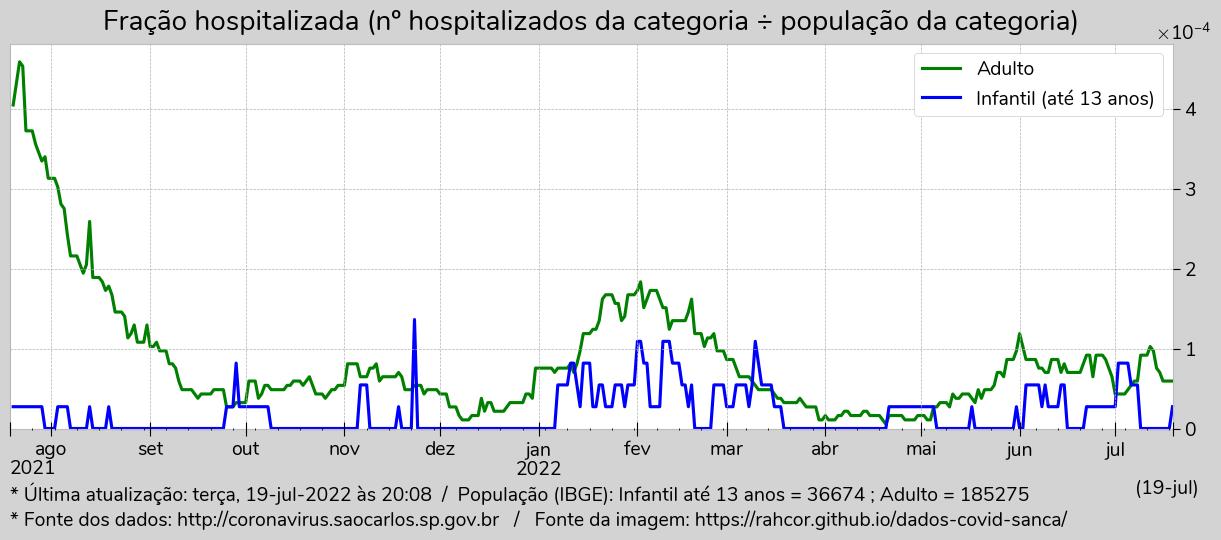 Fração hospitalizada (nº hospitalizados da categoria ÷ população da categoria)
×10⁻⁴
Adulto
Infantil (até 13 anos)
4
3
2
1
0
ago set out nov dez jan fev mar abr mai jun jul
2021 2022
(19-jul)
* Última atualização: terça, 19-jul-2022 às 20:08 / População (IBGE): Infantil até 13 anos = 36674 ; Adulto = 185275
* Fonte dos dados: http://coronavirus.saocarlos.sp.gov.br / Fonte da imagem: https://rahcor.github.io/dados-covid-sanca/